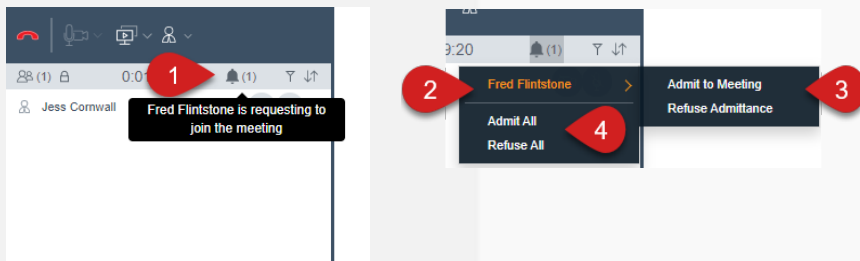 (1)
0:01
1
(1)
Jess Cornwall
Fred Flintstone is requesting to
join the meeting
9:20
(1)
2
Fred Flintstone
Admit All
Refuse All
4
Admit to Meeting
Refuse Admittance
3